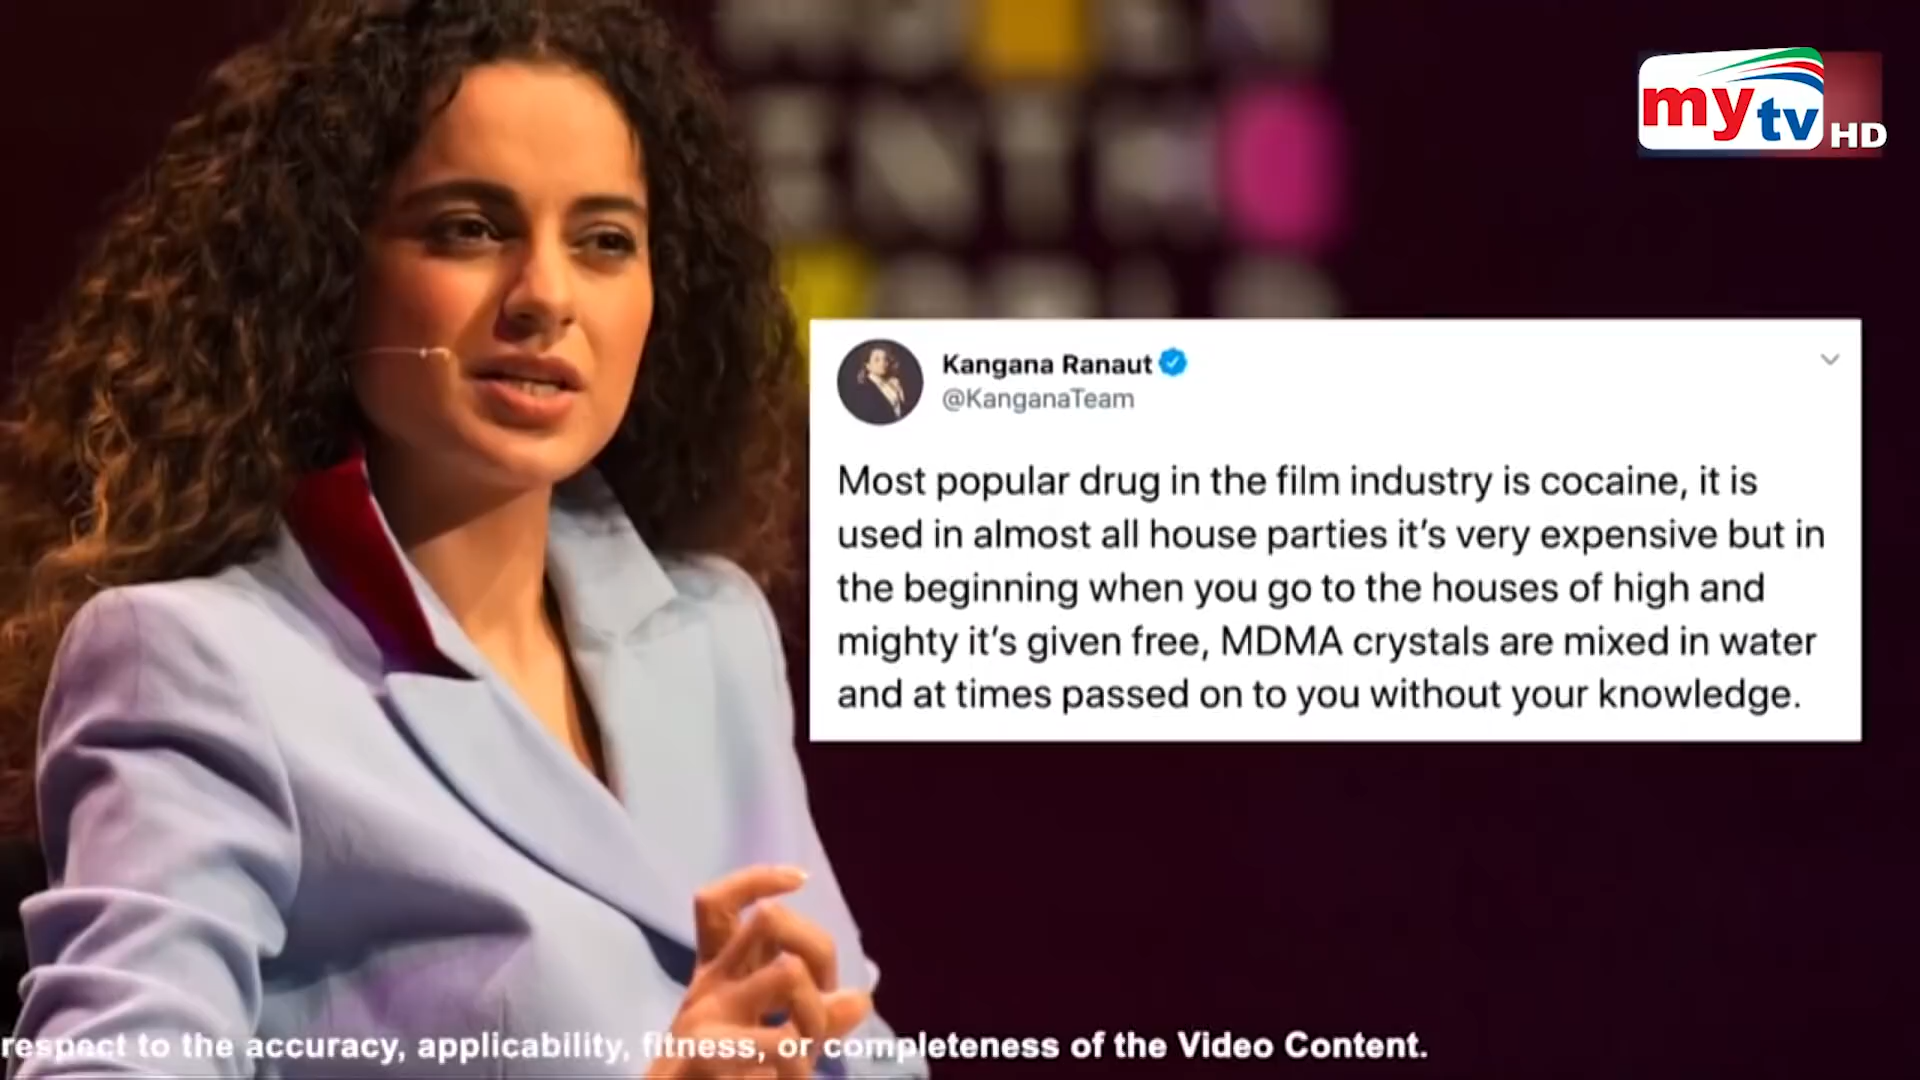 my tv HD
Kangana Ranaut
@KanganaTeam
Most popular drug in the film industry is cocaine, it is
used in almost all house parties it's very expensive but in
the beginning when you go to the houses of high and
mighty it's given free, MDMA crystals are mixed in water
and at times passed on to you without your knowledge.
respect to the accuracy, applicability, fitness, or completeness of the Video Content.